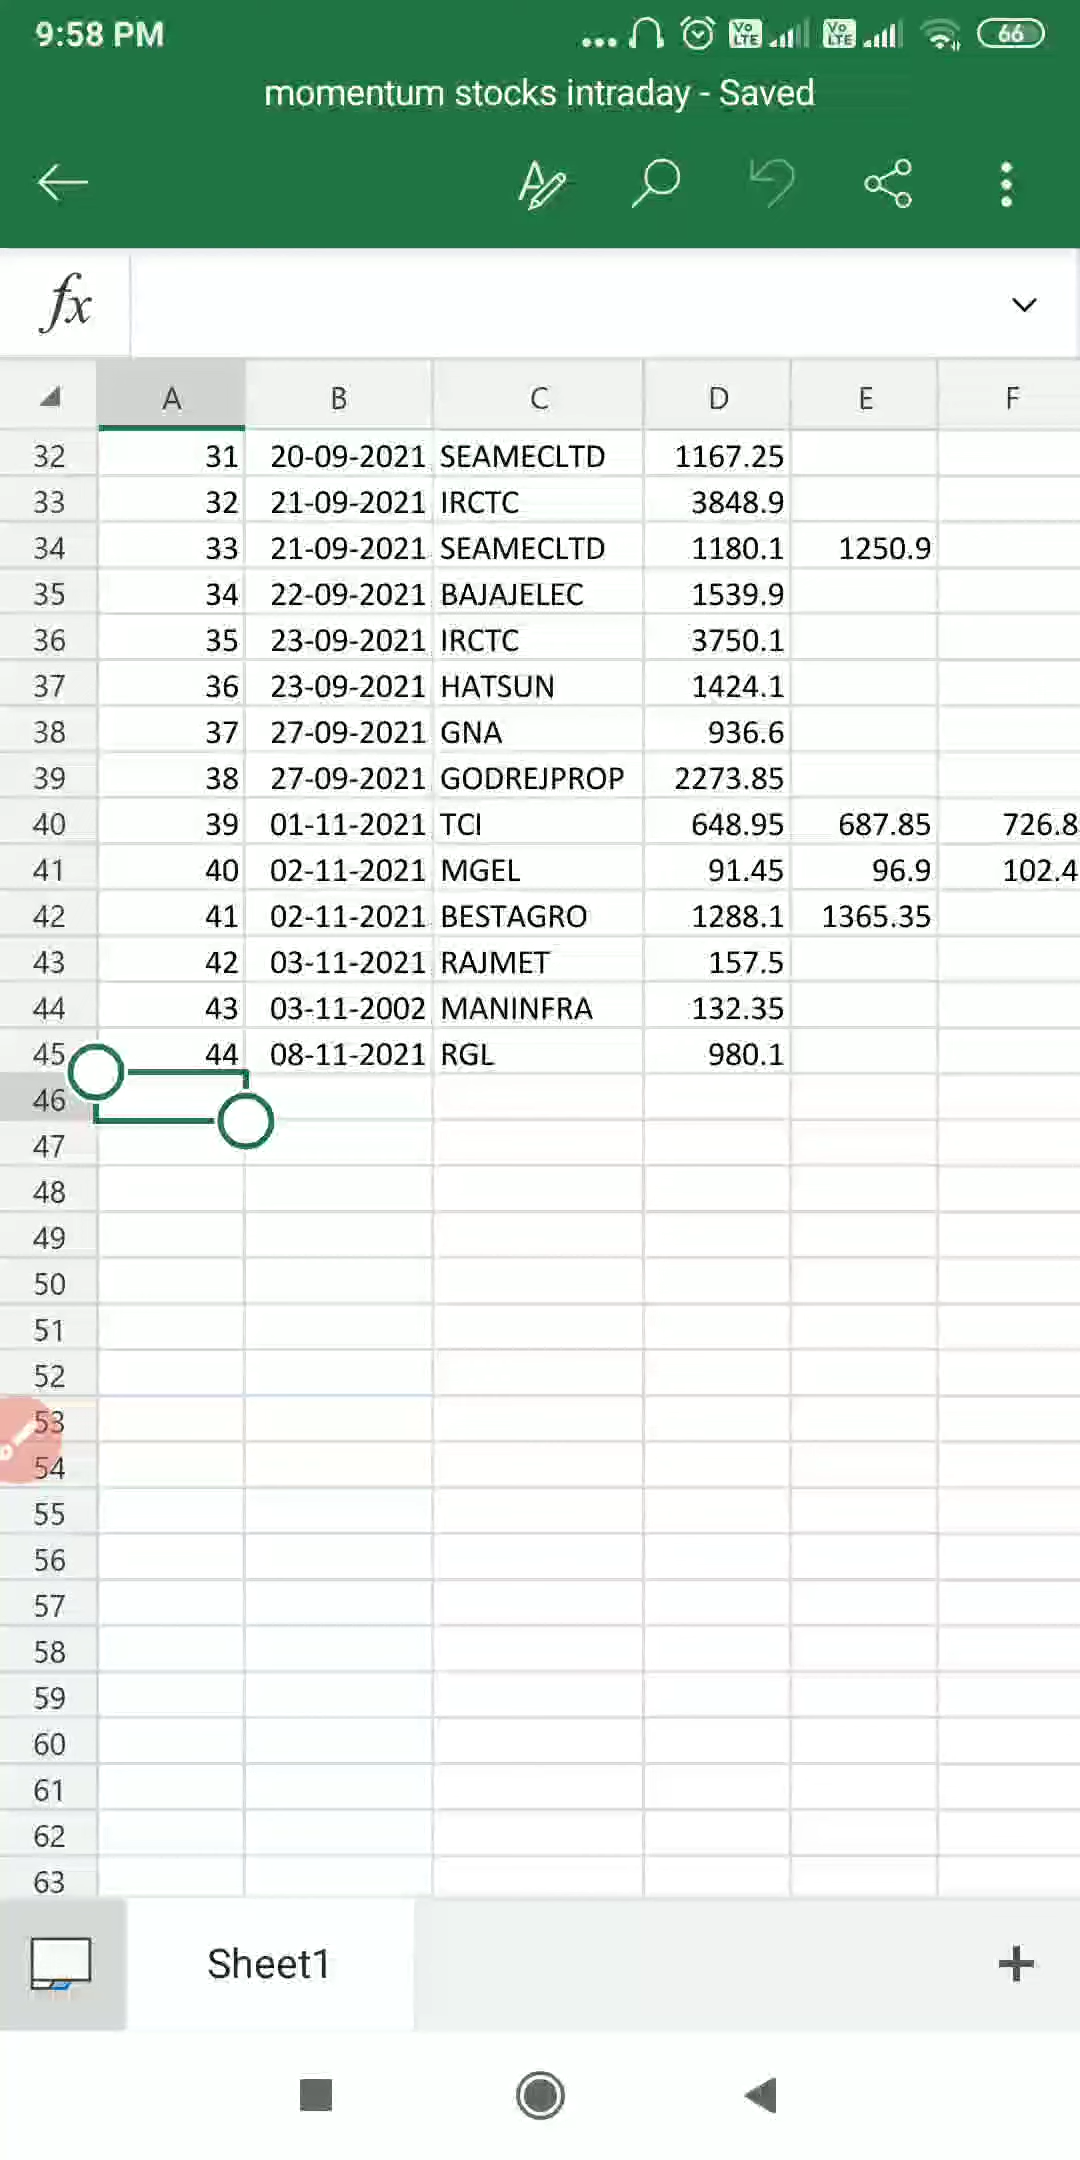 9:58 PM
Vo LTE Vo LTE 66
momentum stocks intraday - Saved
fx
A B C D E F
32 31 20-09-2021 SEAMECLTD 1167.25
33 32 21-09-2021 IRCTC 3848.9
34 33 21-09-2021 SEAMECLTD 1180.1 1250.9
35 34 22-09-2021 BAJAJELEC 1539.9
36 35 23-09-2021 IRCTC 3750.1
37 36 23-09-2021 HATSUN 1424.1
38 37 27-09-2021 GNA 936.6
39 38 27-09-2021 GODREJPROP 2273.85
40 39 01-11-2021 TCI 648.95 687.85 726.8
41 40 02-11-2021 MGEL 91.45 96.9 102.4
42 41 02-11-2021 BESTAGRO 1288.1 1365.35
43 42 03-11-2021 RAJMET 157.5
44 43 03-11-2002 MANINFRA 132.35
45 44 08-11-2021 RGL 980.1
46
47
48
49
50
51
52
53
54
55
56
57
58
59
60
61
62
63
Sheet1